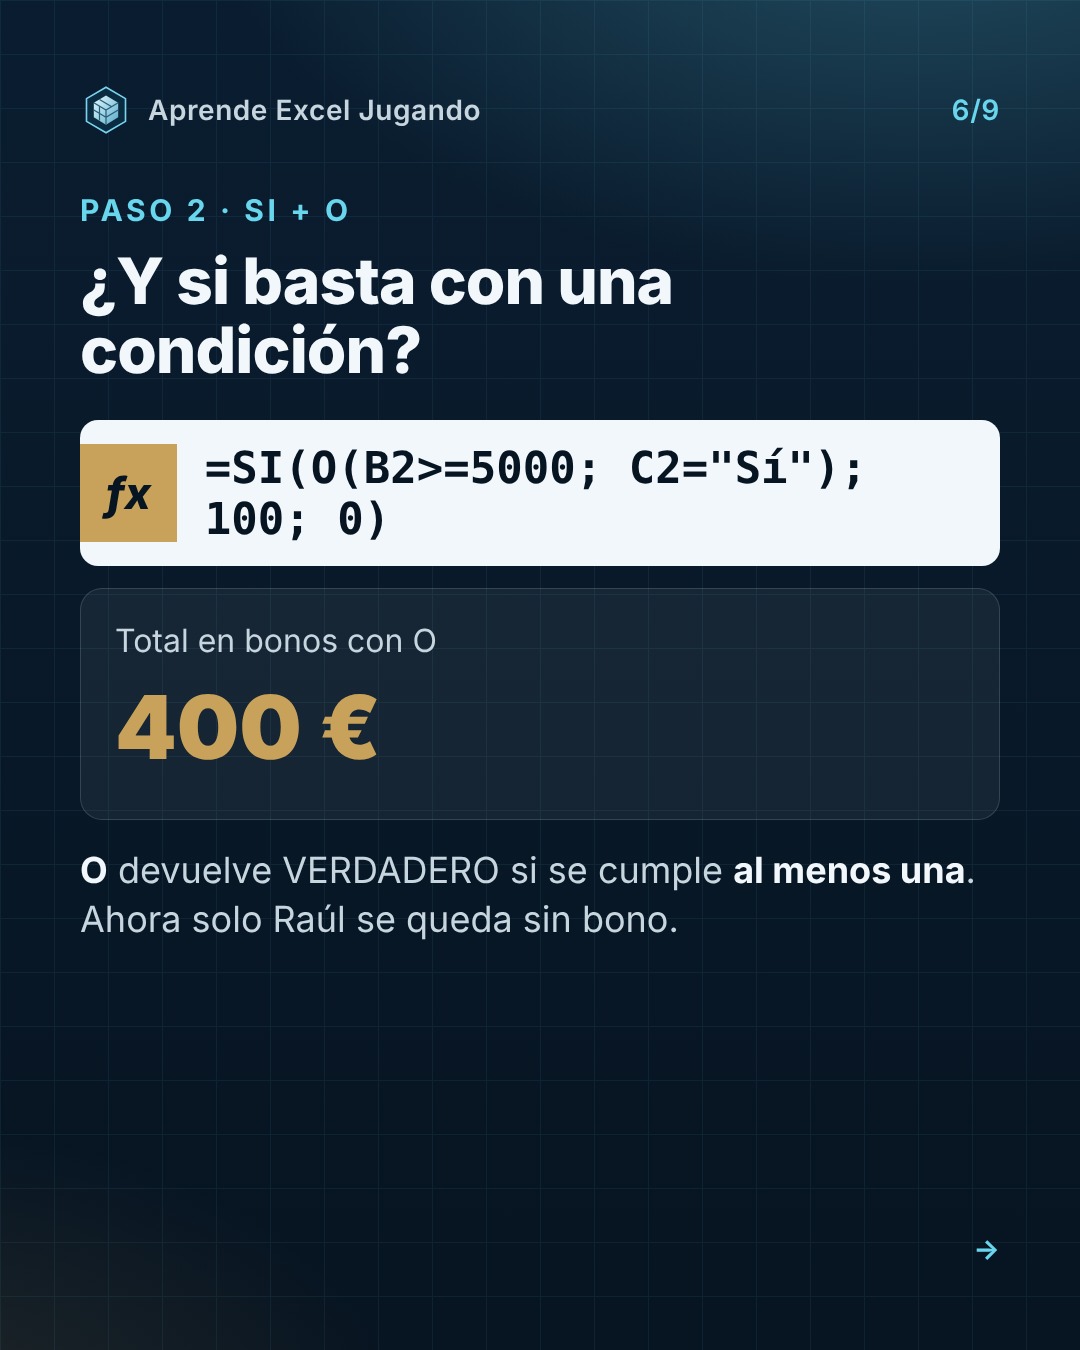 Aprende Excel Jugando
6/9
PASO 2 · SI + O
¿Y si basta con una
condición?
fx
=SI(O(B2>=5000; C2="Sí");
100; 0)
Total en bonos con O
400 €
O devuelve VERDADERO si se cumple al menos una.
Ahora solo Raúl se queda sin bono.
→